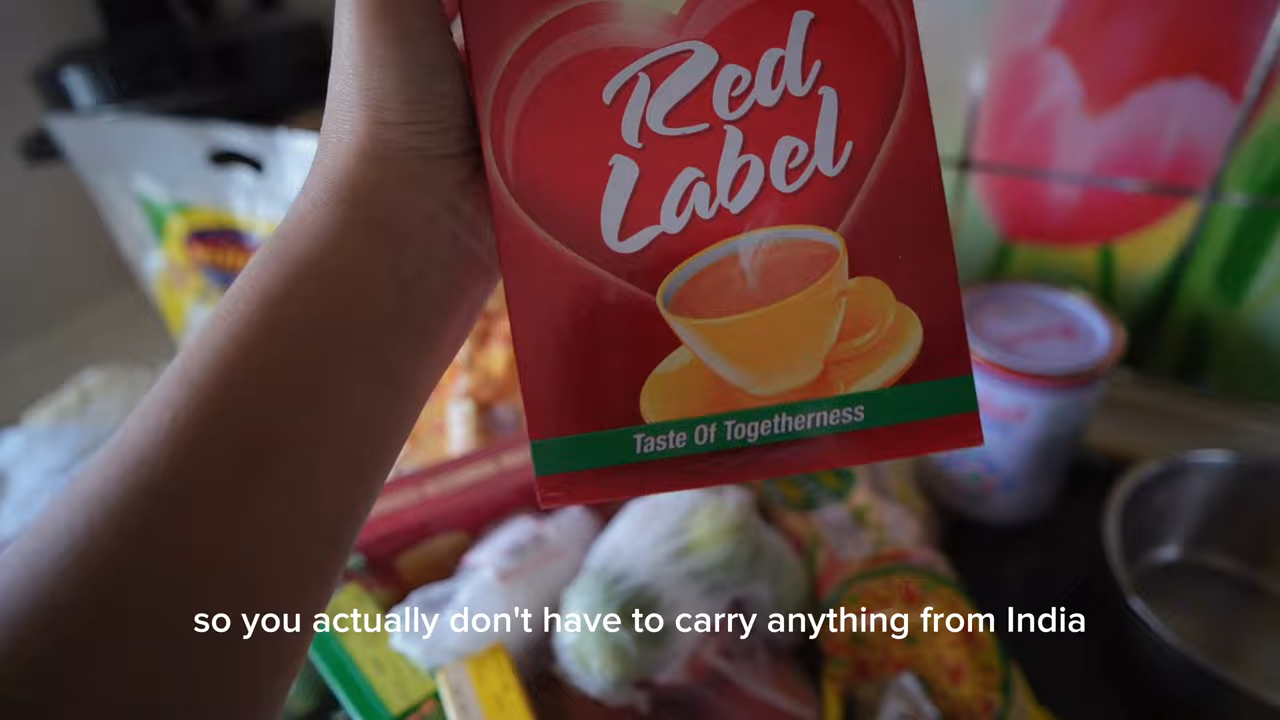 Red
Label
Taste Of Togetherness
so you actually don't have to carry anything from India